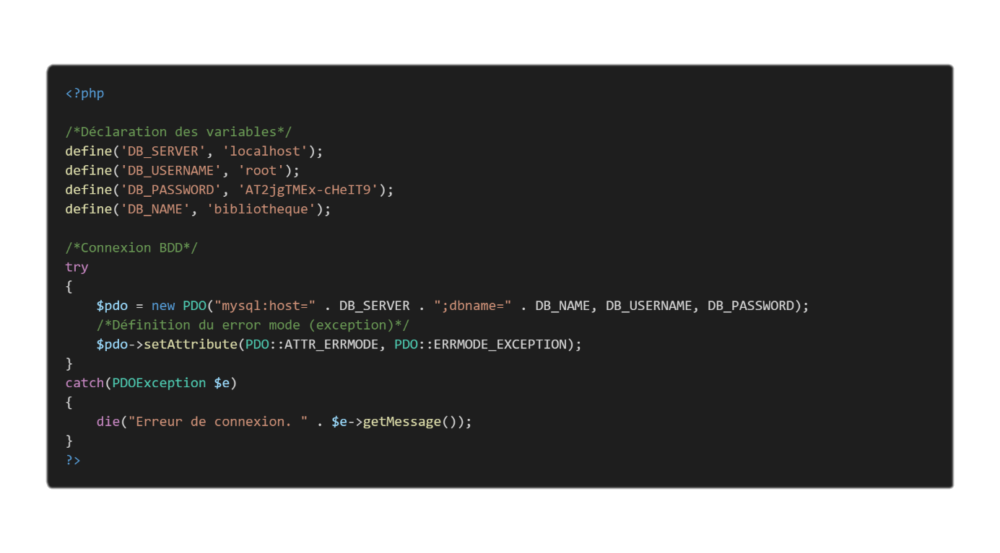 <?php
/*Déclaration des variables*/
define('DB_SERVER', 'localhost');
define('DB_USERNAME', 'root');
define('DB_PASSWORD', 'AT2jgTMEx-cHeIT9');
define('DB_NAME', 'bibliotheque');
/*Connexion BDD*/
try
{
    $pdo = new PDO("mysql:host=" . DB_SERVER . ";dbname=" . DB_NAME, DB_USERNAME, DB_PASSWORD);
    /*Définition du error mode (exception)*/
    $pdo->setAttribute(PDO::ATTR_ERRMODE, PDO::ERRMODE_EXCEPTION);
}
catch(PDOException $e)
{
    die("Erreur de connexion. " . $e->getMessage());
}
?>